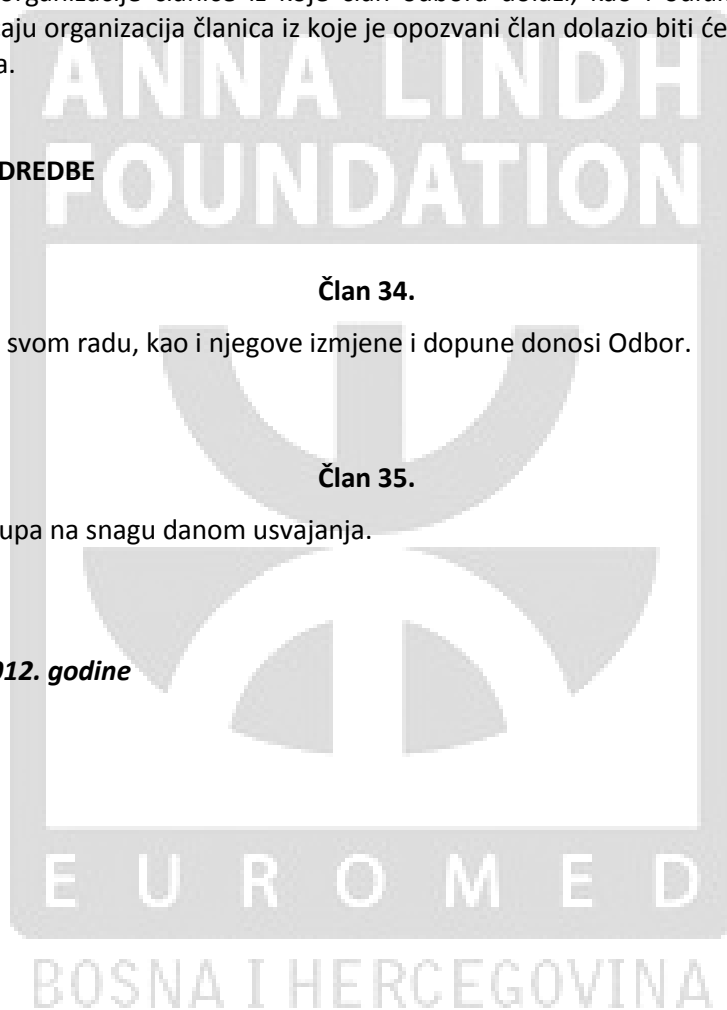 organizacije članice iz koje član odbora dolazi, kao i
aju organizacija članica iz koje je opozvani član dolazio biti će
a.
DREDBE
Član 34.
svom radu, kao i njegove izmjene i dopune donosi Odbor.
Član 35.
upa na snagu danom usvajanja.
012. godine
ANNA LINDH
FOUNDATION
EUROMED
BOSNA I HERCEGOVINA